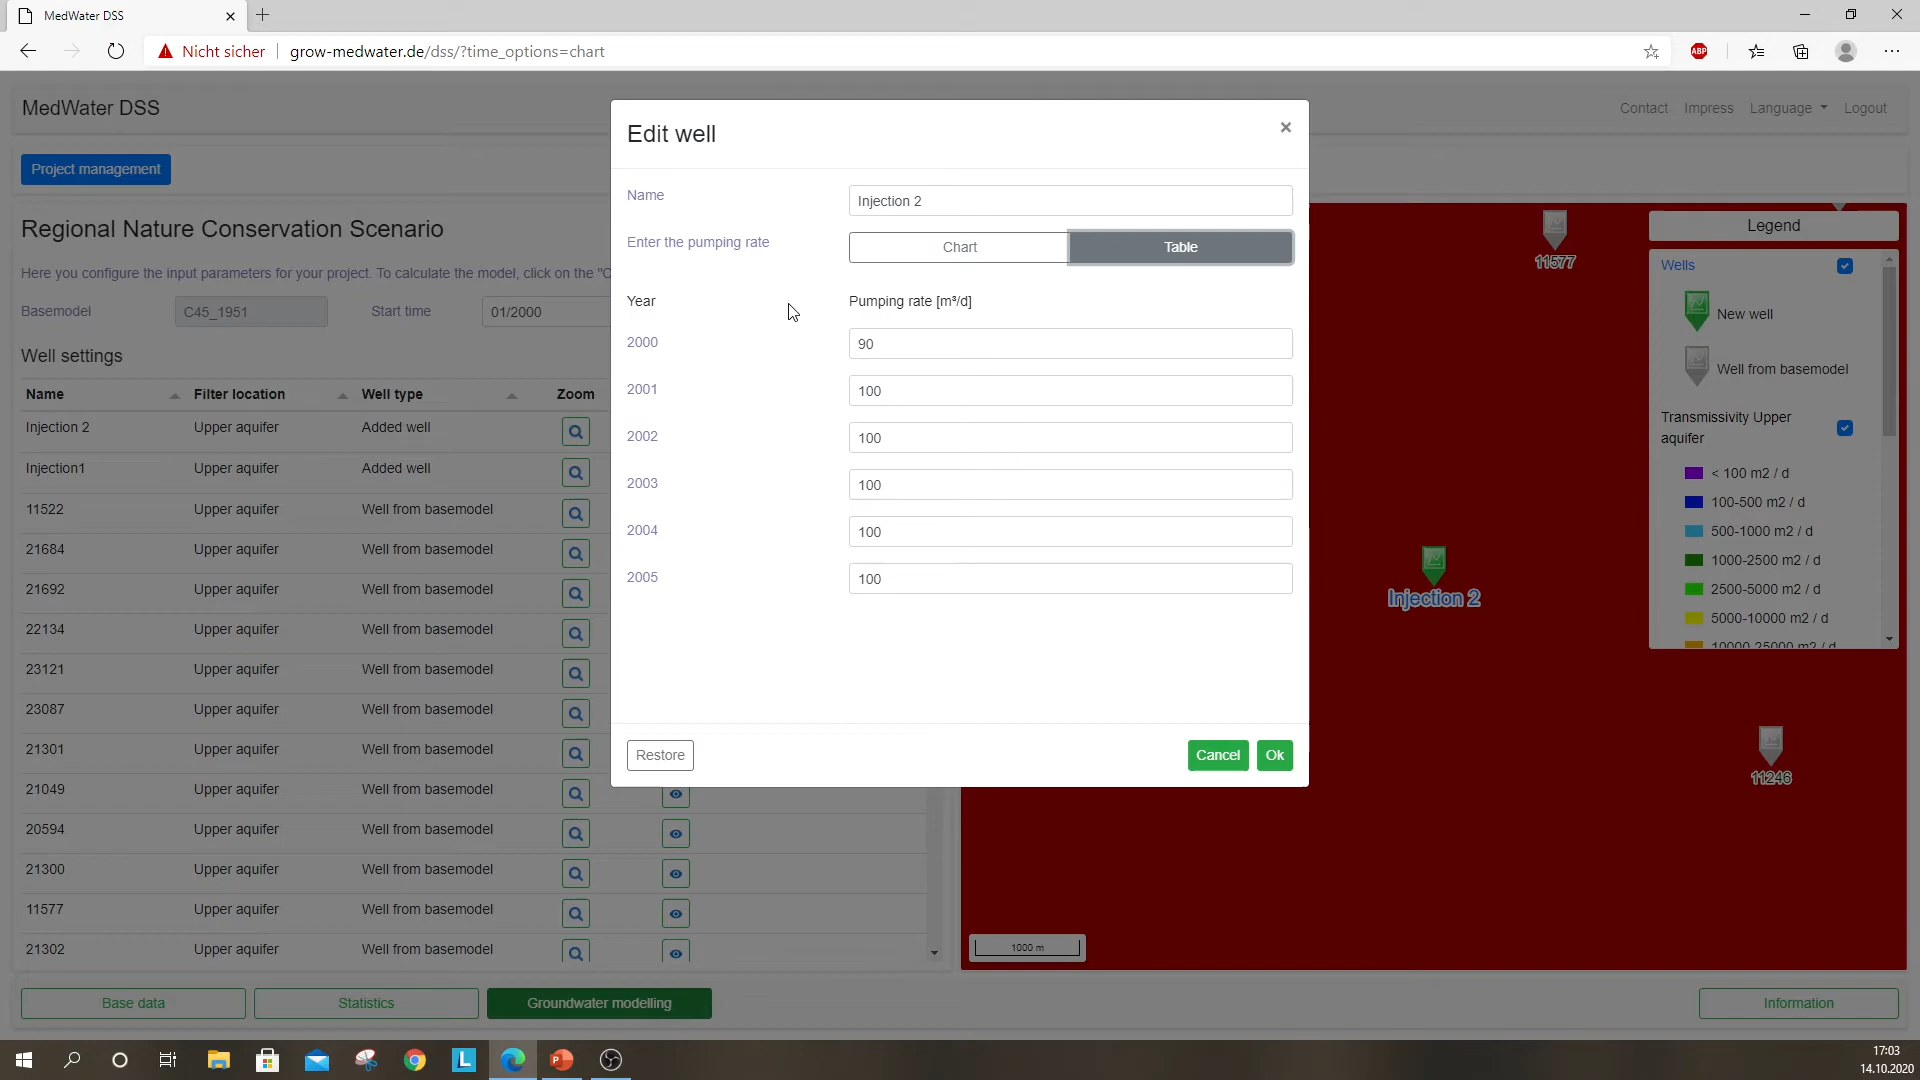 MedWater DSS
Nicht sicher
grow-medwater.de/dss/?time_options=chart
ABP
MedWater DSS
Contact Impress Language Logout
Project management
Regional Nature Conservation Scenario
Here you configure the input parameters for your project. To calculate the model, click on the "C
Basemodel C45_1951 Start time 01/2000
Well settings
Name Filter location Well type Zoom
Injection 2 Upper aquifer Added well
Injection1 Upper aquifer Added well
11522 Upper aquifer Well from basemodel
21684 Upper aquifer Well from basemodel
21692 Upper aquifer Well from basemodel
22134 Upper aquifer Well from basemodel
23121 Upper aquifer Well from basemodel
23087 Upper aquifer Well from basemodel
21301 Upper aquifer Well from basemodel
21049 Upper aquifer Well from basemodel
20594 Upper aquifer Well from basemodel
21300 Upper aquifer Well from basemodel
11577 Upper aquifer Well from basemodel
21302 Upper aquifer Well from basemodel
Edit well
Name Injection 2
Enter the pumping rate Chart Table
Year Pumping rate [m³/d]
2000 90
2001 100
2002 100
2003 100
2004 100
2005 100
Restore Cancel Ok
11577
Injection 2
11246
1000 m
Legend
Wells
New well
Well from basemodel
Transmissivity Upper
aquifer
< 100 m2 / d
100-500 m2 / d
500-1000 m2 / d
1000-2500 m2 / d
2500-5000 m2 / d
5000-10000 m2 / d
10000-25000 m2 / d
Base data Statistics Groundwater modelling Information
17:03
14.10.2020